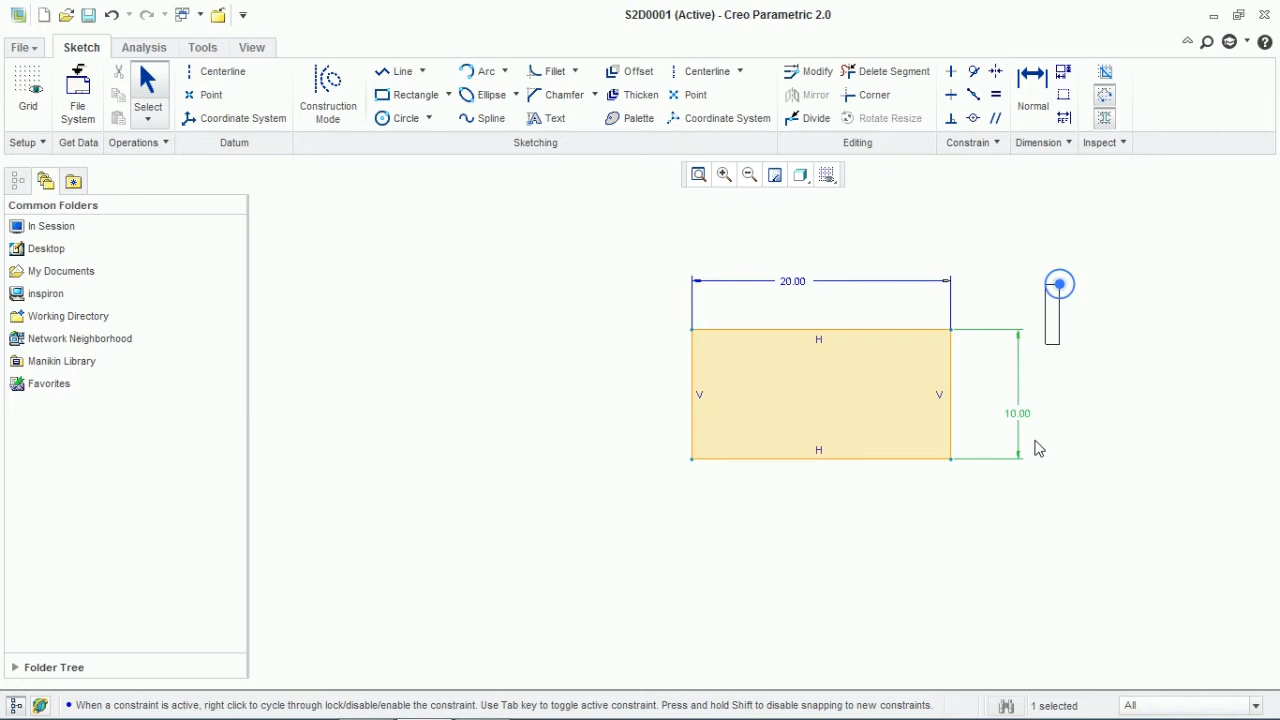 S2D0001 (Active) - Creo Parametric 2.0
File Sketch Analysis Tools View
Centerline Line Arc Fillet Offset Centerline Modify Delete Segment
Point Rectangle Ellipse Chamfer Thicken Point Mirror Corner
Grid File System Select Coordinate System Construction Mode Circle Spline Text Palette Coordinate System Divide Rotate Resize Normal
Setup Get Data Operations Datum Sketching Editing Constrain Dimension Inspect
Common Folders
In Session
Desktop
My Documents
inspiron
Working Directory
Network Neighborhood
Manikin Library
Favorites
20.00
H
V V
10.00
H
Folder Tree
When a constraint is active, right click to cycle through lock/disable/enable the constraint. Use Tab key to toggle active constraint. Press and hold Shift to disable snapping to new constraints. 1 selected All